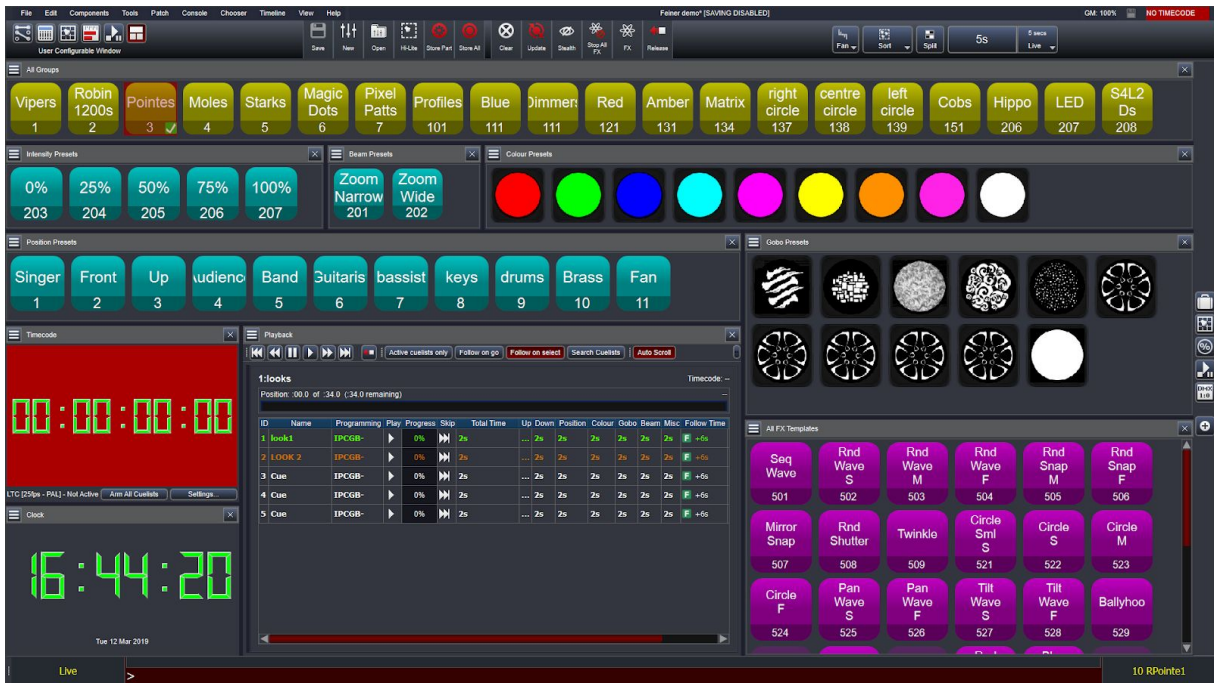 File Edit Components Tools Patch Console Chooser Timeline View Help
Feiner demo* [SAVING DISABLED]
GM: 100%
NO TIMECODE
User Configurable Window
Save New Open Hi-Lite Store Part Store All Clear Update Stealth Stop All FX FX Release
Fan Sort Split 5s 5 secs Live
All Groups
Vipers 1
Robin 1200s 2
Pointes 3
Moles 4
Starks 5
Magic Dots 6
Pixel Patts 7
Profiles 101
Blue 111
Dimmers 111
Red 121
Amber 131
Matrix 134
right circle 137
centre circle 138
left circle 139
Cobs 151
Hippo 206
LED 207
S4L2 Ds 208
Intensity Presets
0% 203
25% 204
50% 205
75% 206
100% 207
Beam Presets
Zoom Narrow 201
Zoom Wide 202
Colour Presets
Position Presets
Singer 1
Front 2
Up 3
Audienc 4
Band 5
Guitaris 6
bassist 7
keys 8
drums 9
Brass 10
Fan 11
Gobo Presets
Timecode
00:00:00:00
LTC [25fps - PAL] - Not Active Arm All Cuelists Settings...
Clock
16:44:20
Tue 12 Mar 2019
Playback
Active cuelists only Follow on go Follow on select Search Cuelists Auto Scroll
1:looks
Timecode: --
Position: :00.0 of :34.0 (:34.0 remaining)
--
ID Name Programming Play Progress Skip Total Time Up Down Position Colour Gobo Beam Misc Follow Time
1 look1 IPCGB- 0% 2s ... 2s 2s 2s 2s 2s 2s F +6s
2 LOOK 2 IPCGB- 0% 2s ... 2s 2s 2s 2s 2s 2s F +6s
3 Cue IPCGB- 0% 2s ... 2s 2s 2s 2s 2s 2s F +6s
4 Cue IPCGB- 0% 2s ... 2s 2s 2s 2s 2s 2s F +6s
5 Cue IPCGB- 0% 2s ... 2s 2s 2s 2s 2s 2s F +6s
All FX Templates
Seq Wave 501
Rnd Wave S 502
Rnd Wave M 503
Rnd Wave F 504
Rnd Snap M 505
Rnd Snap F 506
Mirror Snap 507
Rnd Shutter 508
Twinkle 509
Circle Sml S 521
Circle S 522
Circle M 523
Circle F 524
Pan Wave S 525
Pan Wave F 526
Tilt Wave S 527
Tilt Wave F 528
Ballyhoo 529
%
DMX 1:0
Live
>
10 RPointe1